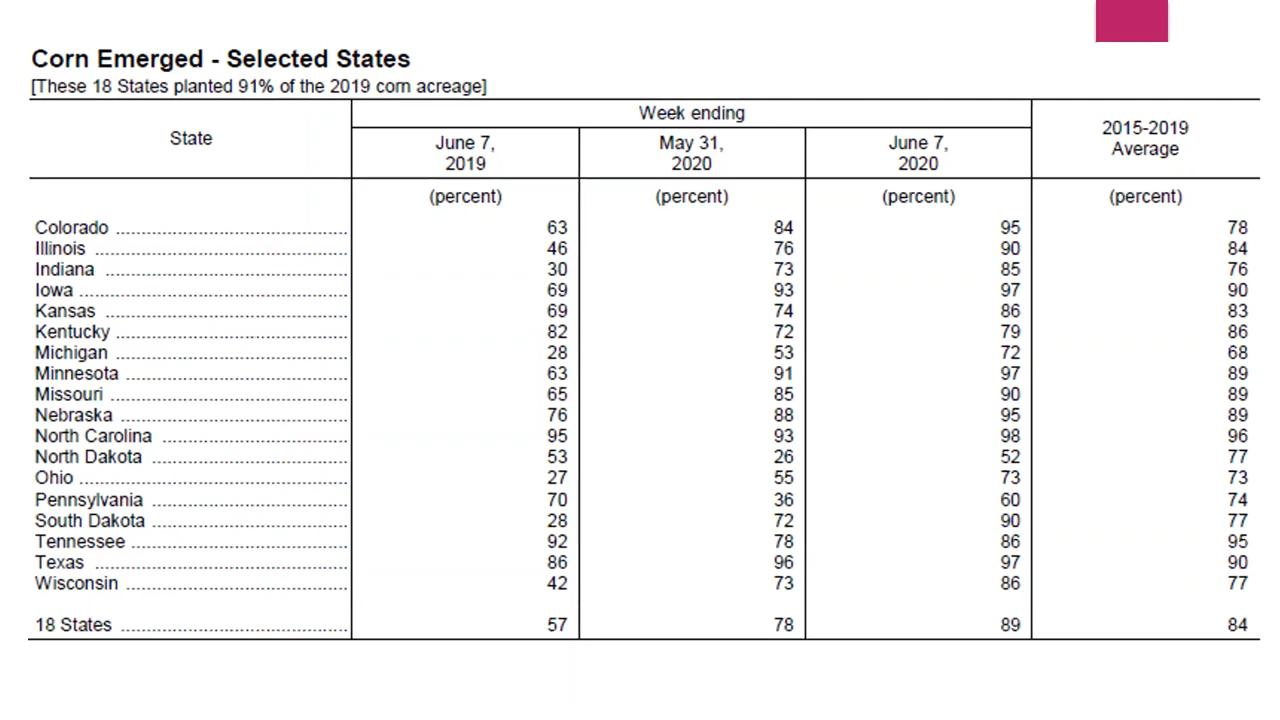 Corn Emerged - Selected States
[These 18 States planted 91% of the 2019 corn acreage]
State
Week ending
2015-2019
Average
June 7,
2019
May 31,
2020
June 7,
2020
(percent) (percent) (percent) (percent)
Colorado 63 84 95 78
Illinois 46 76 90 84
Indiana 30 73 85 76
Iowa 69 93 97 90
Kansas 69 74 86 83
Kentucky 82 72 79 86
Michigan 28 53 72 68
Minnesota 63 91 97 89
Missouri 65 85 90 89
Nebraska 76 88 95 89
North Carolina 95 93 98 96
North Dakota 53 26 52 77
Ohio 27 55 73 73
Pennsylvania 70 36 60 74
South Dakota 28 72 90 77
Tennessee 92 78 86 95
Texas 86 96 97 90
Wisconsin 42 73 86 77
18 States 57 78 89 84